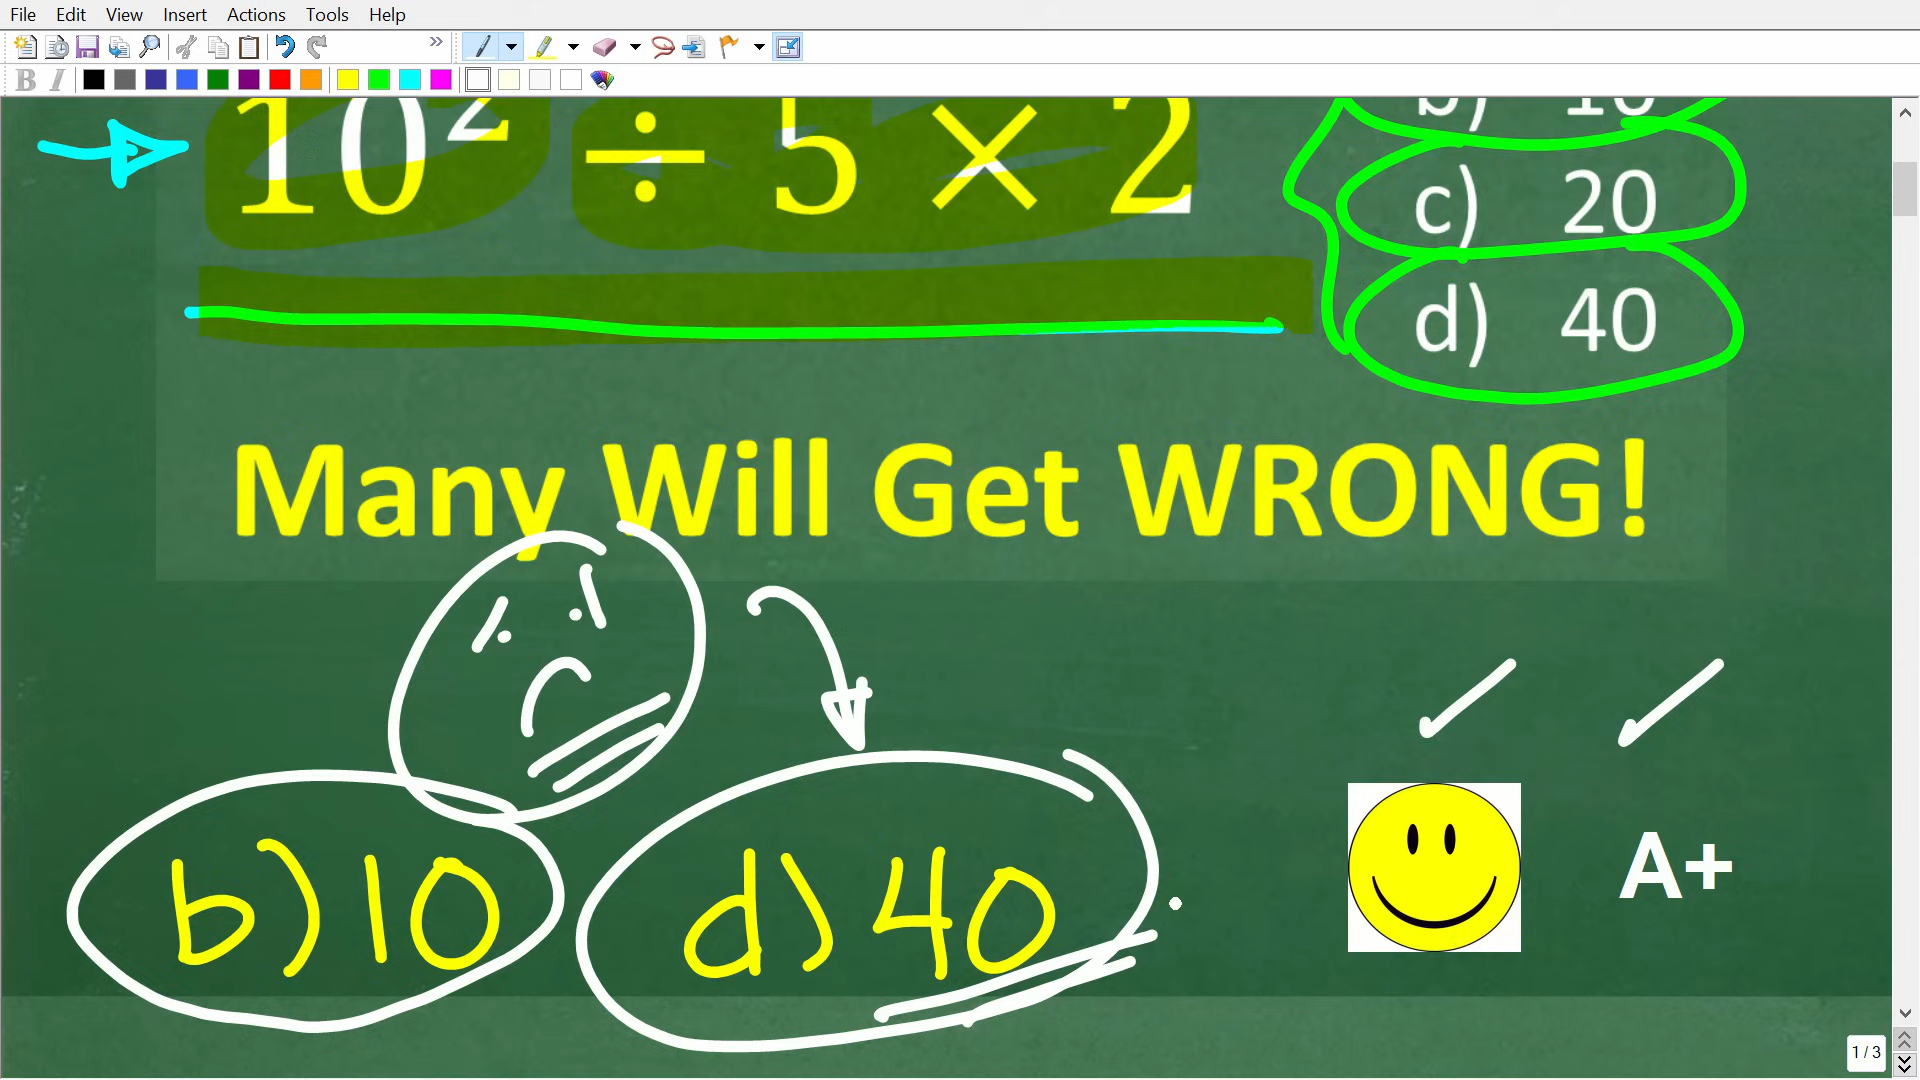 File Edit View Insert Actions Tools Help
B I
10² ÷ 5 × 2
b) 10
c) 20
d) 40
Many Will Get WRONG!
b) 10
d) 40
A+
1 / 3